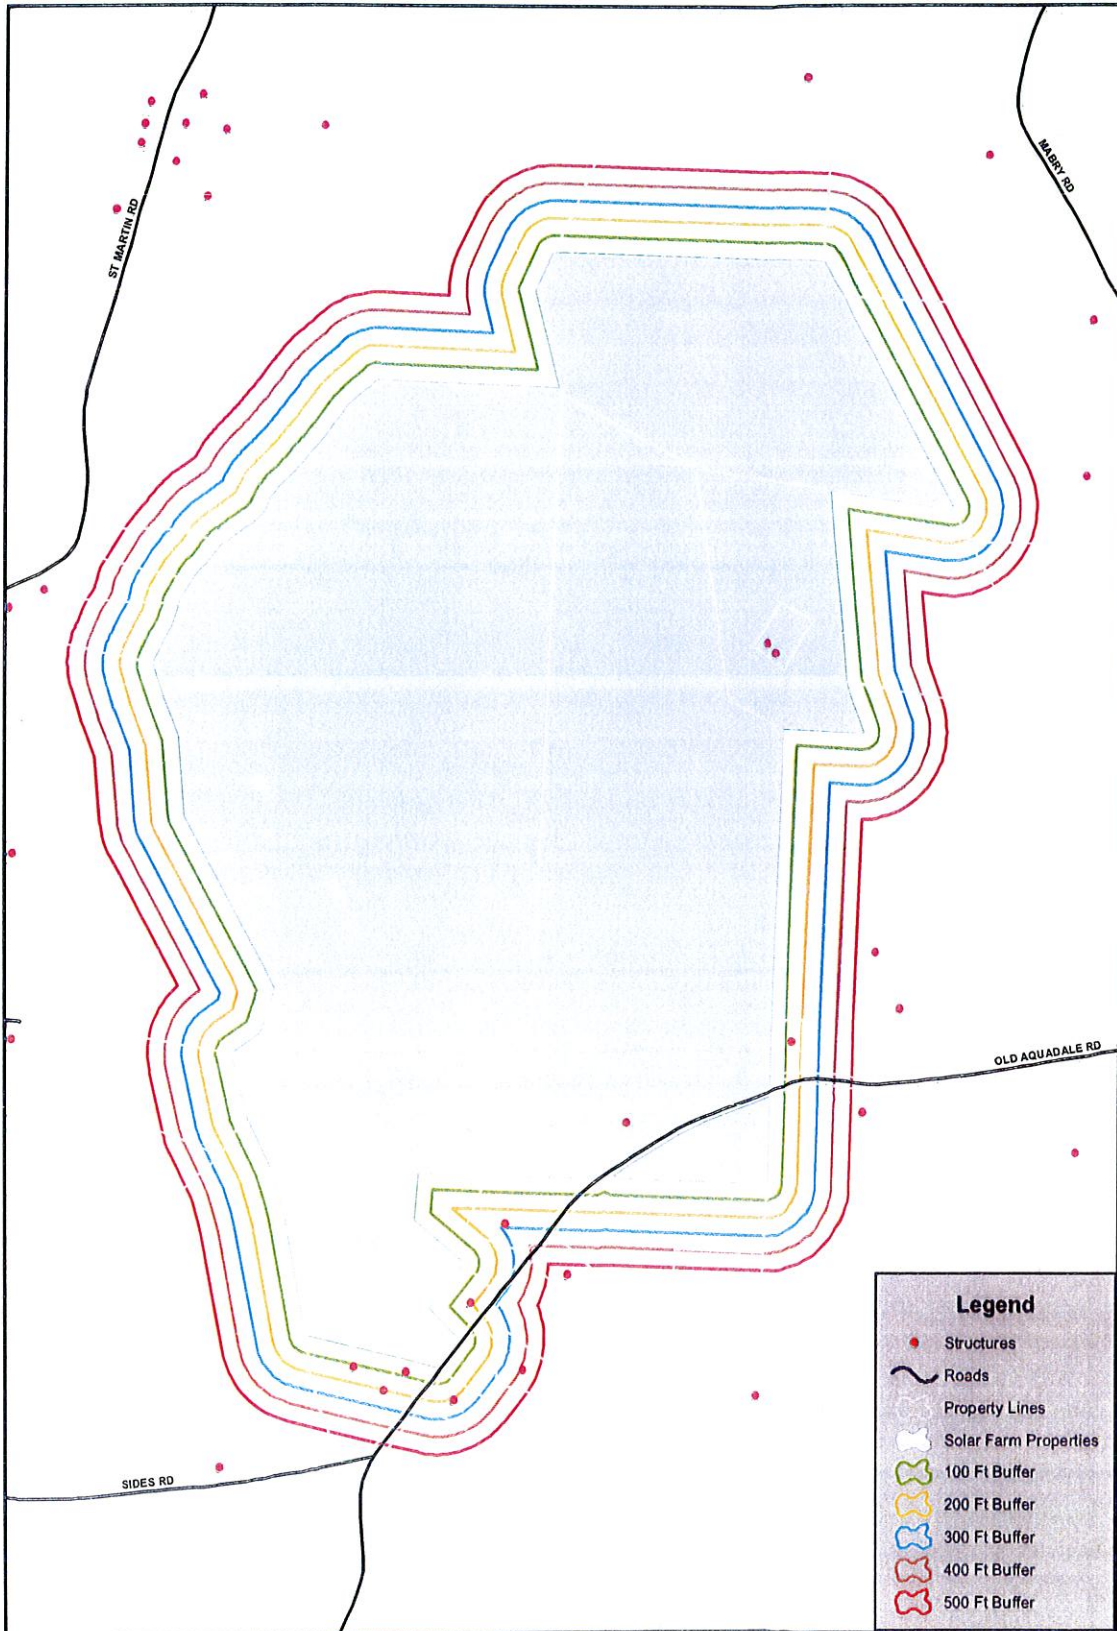 MABRY RD
ST MARTIN RD
OLD AQUADALE RD
SIDES RD
Legend
Structures
Roads
Property Lines
Solar Farm Properties
100 Ft Buffer
200 Ft Buffer
300 Ft Buffer
400 Ft Buffer
500 Ft Buffer